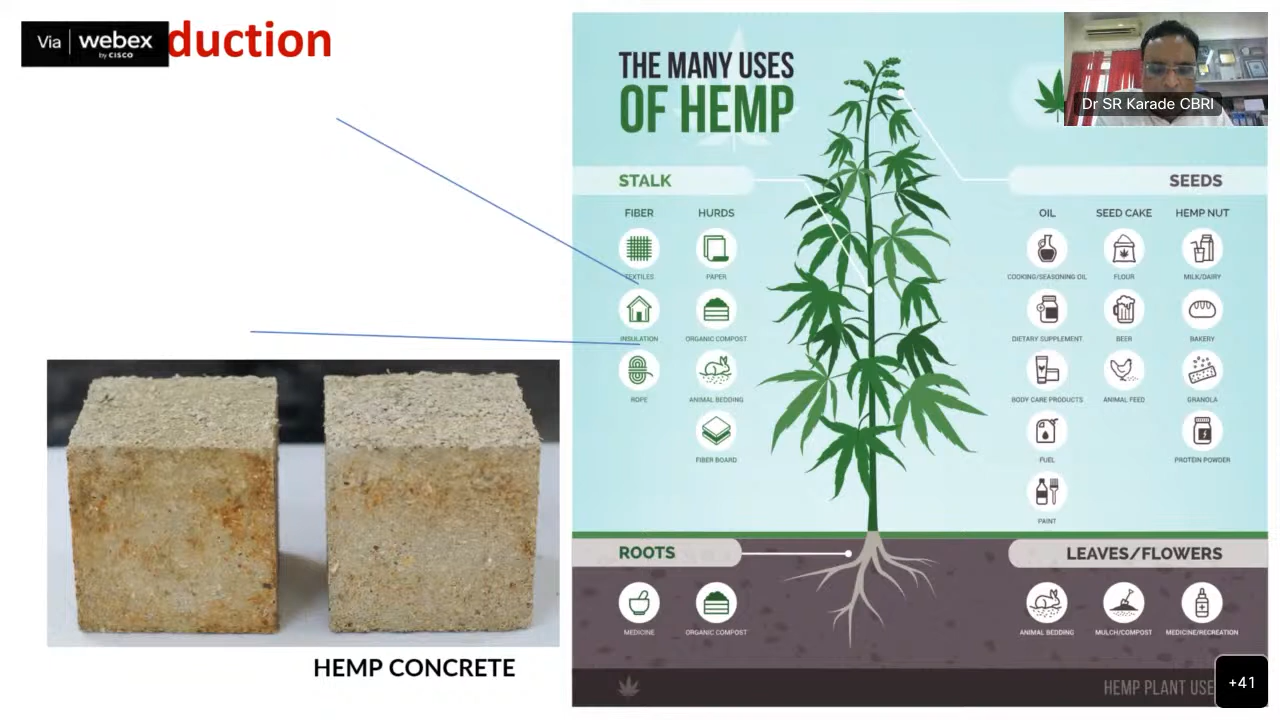 Via webex
by CISCO
duction
THE MANY USES
OF HEMP
Dr SR Karade CBRI
STALK
SEEDS
FIBER
HURDS
OIL
SEED CAKE
HEMP NUT
TEXTILES
PAPER
COOKING/SEASONING OIL
FLOUR
MILK/DAIRY
INSULATION
ORGANIC COMPOST
DIETARY SUPPLEMENT
BEER
BAKERY
ROPE
ANIMAL BEDDING
BODY CARE PRODUCTS
ANIMAL FEED
GRANOLA
FIBER BOARD
FUEL
PROTEIN POWDER
PAINT
ROOTS
LEAVES/FLOWERS
MEDICINE
ORGANIC COMPOST
ANIMAL BEDDING
MULCH/COMPOST
MEDICINE/RECREATION
HEMP CONCRETE
HEMP PLANT USE
+41